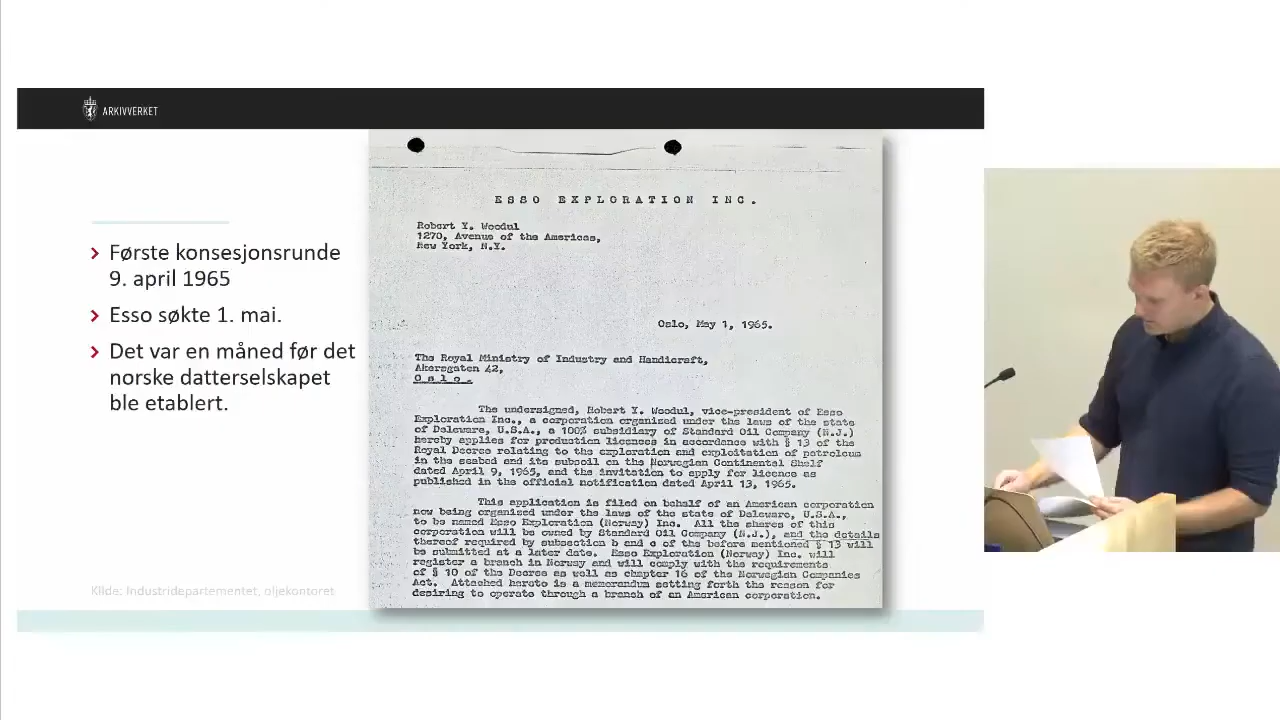 ARKIVVERKET
Første konsesjonsrunde
9. april 1965
Esso søkte 1. mai.
Det var en måned før det
norske datterselskapet
ble etablert.
Kilde: Industridepartementet, oljekontoret
ESSO EXPLORATION INC.
Robert Y. Woodul
1270, Avenue of the Americas,
New York, N.Y.
Oslo, May 1, 1965.
The Royal Ministry of Industry and Handicraft,
Akersgaten 42,
Oslo.
The undersigned, Robert Y. Woodul, vice-president of Esso
Exploration Inc., a corporation organized under the laws of the state
of Delaware, U.S.A., a 100% subsidiary of Standard Oil Company (N.J.)
hereby applies for production licences in accordance with § 13 of the
Royal Decree relating to the exploration and exploitation of petroleum
in the seabed and its subsoil on the Norwegian Continental Shelf
dated April 9, 1965, and the invitation to apply for licence as
published in the official notification dated April 13, 1965.
This application is filed on behalf of an American corporation
now being organized under the laws of the state of Delaware, U.S.A.,
to be named Esso Exploration (Norway) Inc. All the shares of this
corporation will be owned by Standard Oil Company (N.J.), and the details
thereof required by subsection b and c of the before mentioned § 13 will
be submitted at a later date. Esso Exploration (Norway) Inc. will
register a branch in Norway and will comply with the requirements
of § 10 of the Decree as well as chapter 16 of the Norwegian Companies
Act. Attached hereto is a memorandum setting forth the reason for
desiring to operate through a branch of an American corporation.